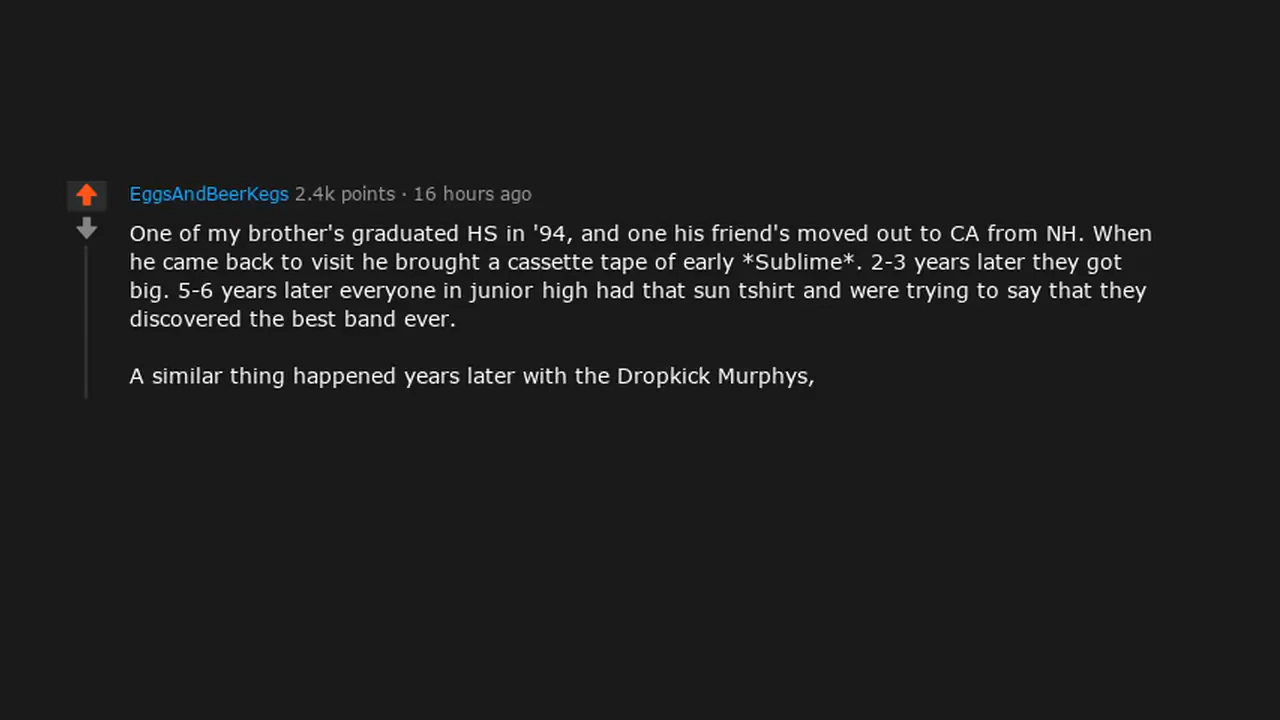 EggsAndBeerKegs 2.4k points · 16 hours ago
One of my brother's graduated HS in '94, and one his friend's moved out to CA from NH. When
he came back to visit he brought a cassette tape of early *Sublime*. 2-3 years later they got
big. 5-6 years later everyone in junior high had that sun tshirt and were trying to say that they
discovered the best band ever.
A similar thing happened years later with the Dropkick Murphys,